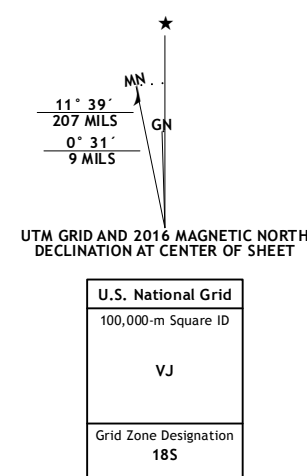 ★
MN
11° 39´
207 MILS
GN
0° 31´
9 MILS
UTM GRID AND 2016 MAGNETIC NORTH
DECLINATION AT CENTER OF SHEET
U.S. National Grid
100,000-m Square ID
VJ
Grid Zone Designation
18S